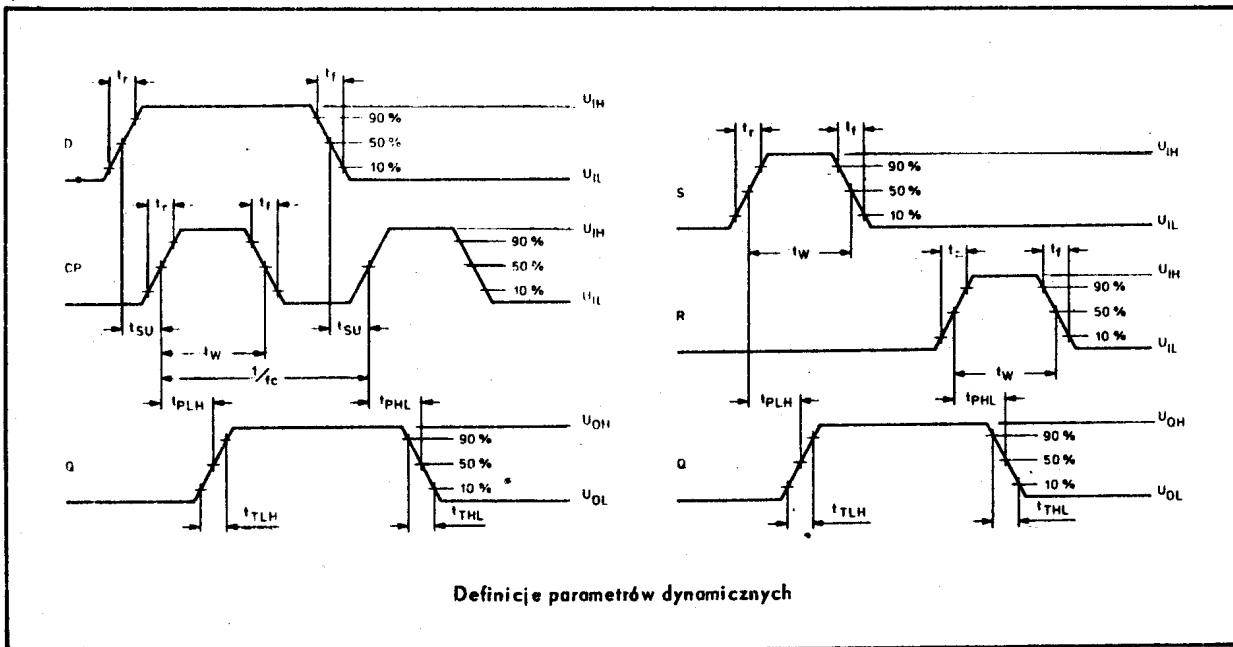 tr
tf
UIH
90 %
50 %
10 %
D
UIL
tr
tf
UIH
90 %
50 %
10 %
CP
UIL
tSU
tSU
tW
1/fc
tPLH
tPHL
UOH
90 %
50 %
10 %
Q
UOL
tTLH
tTHL
tr
tf
UIH
90 %
50 %
10 %
S
UIL
tW
tf
UIH
90 %
50 %
10 %
R
UIL
tW
tPLH
tPHL
UOH
90 %
50 %
10 %
Q
UOL
tTLH
tTHL
Definicje parametrów dynamicznych